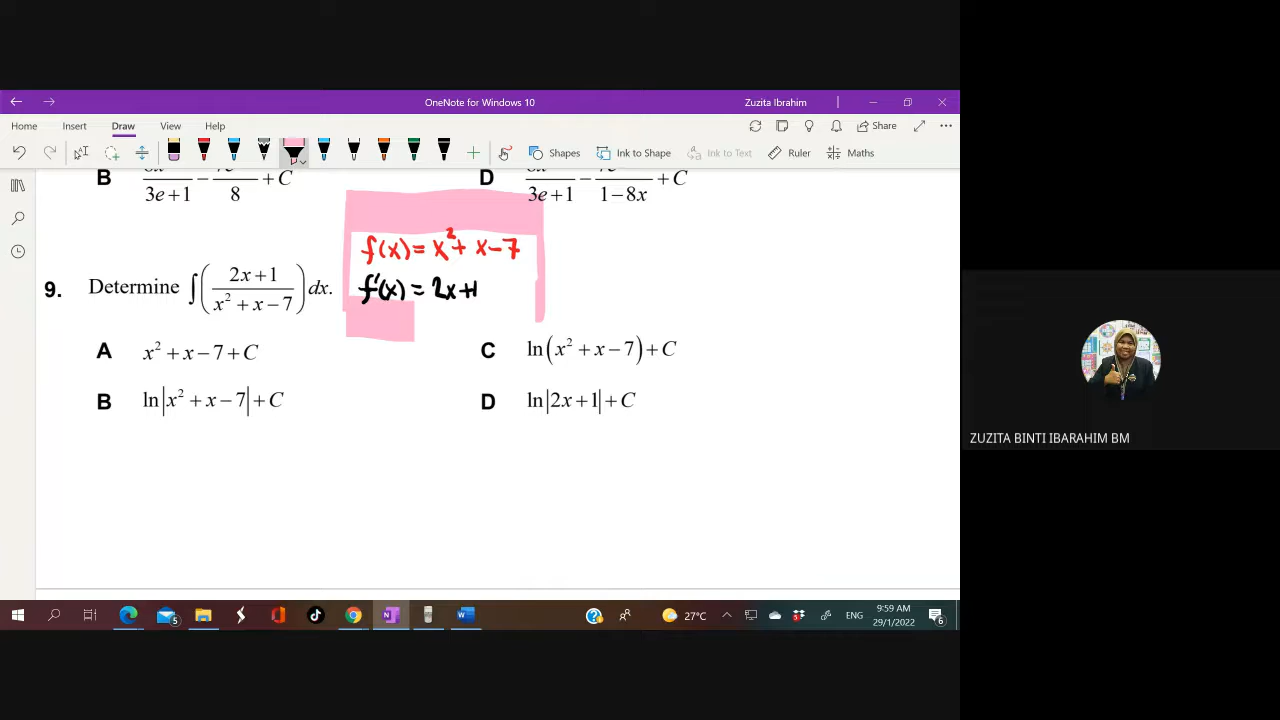 OneNote for Windows 10
Zuzita Ibrahim
Home Insert Draw View Help
Share
Shapes Ink to Shape Ink to Text Ruler Maths
B 3e+1 − 8 + C
D 3e+1 − 1−8x + C
f(x) = x² + x − 7
f'(x) = 2x+1
9. Determine ∫( (2x+1)/(x² + x − 7) ) dx.
A x² + x − 7 + C
C ln(x² + x − 7) + C
B ln|x² + x − 7| + C
D ln|2x+1| + C
ZUZITA BINTI IBARAHIM BM
5
27°C
5
ENG
9:59 AM
29/1/2022
6